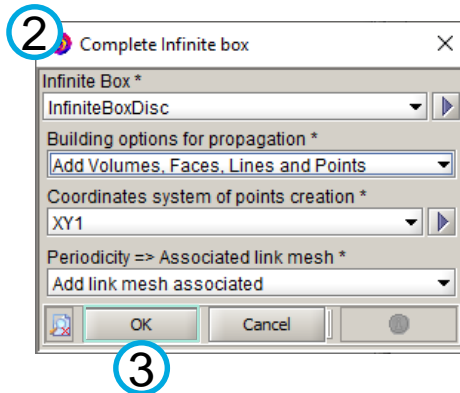 2
Complete Infinite box
Infinite Box *
InfiniteBoxDisc
Building options for propagation *
Add Volumes, Faces, Lines and Points
Coordinates system of points creation *
XY1
Periodicity => Associated link mesh *
Add link mesh associated
OK Cancel
3